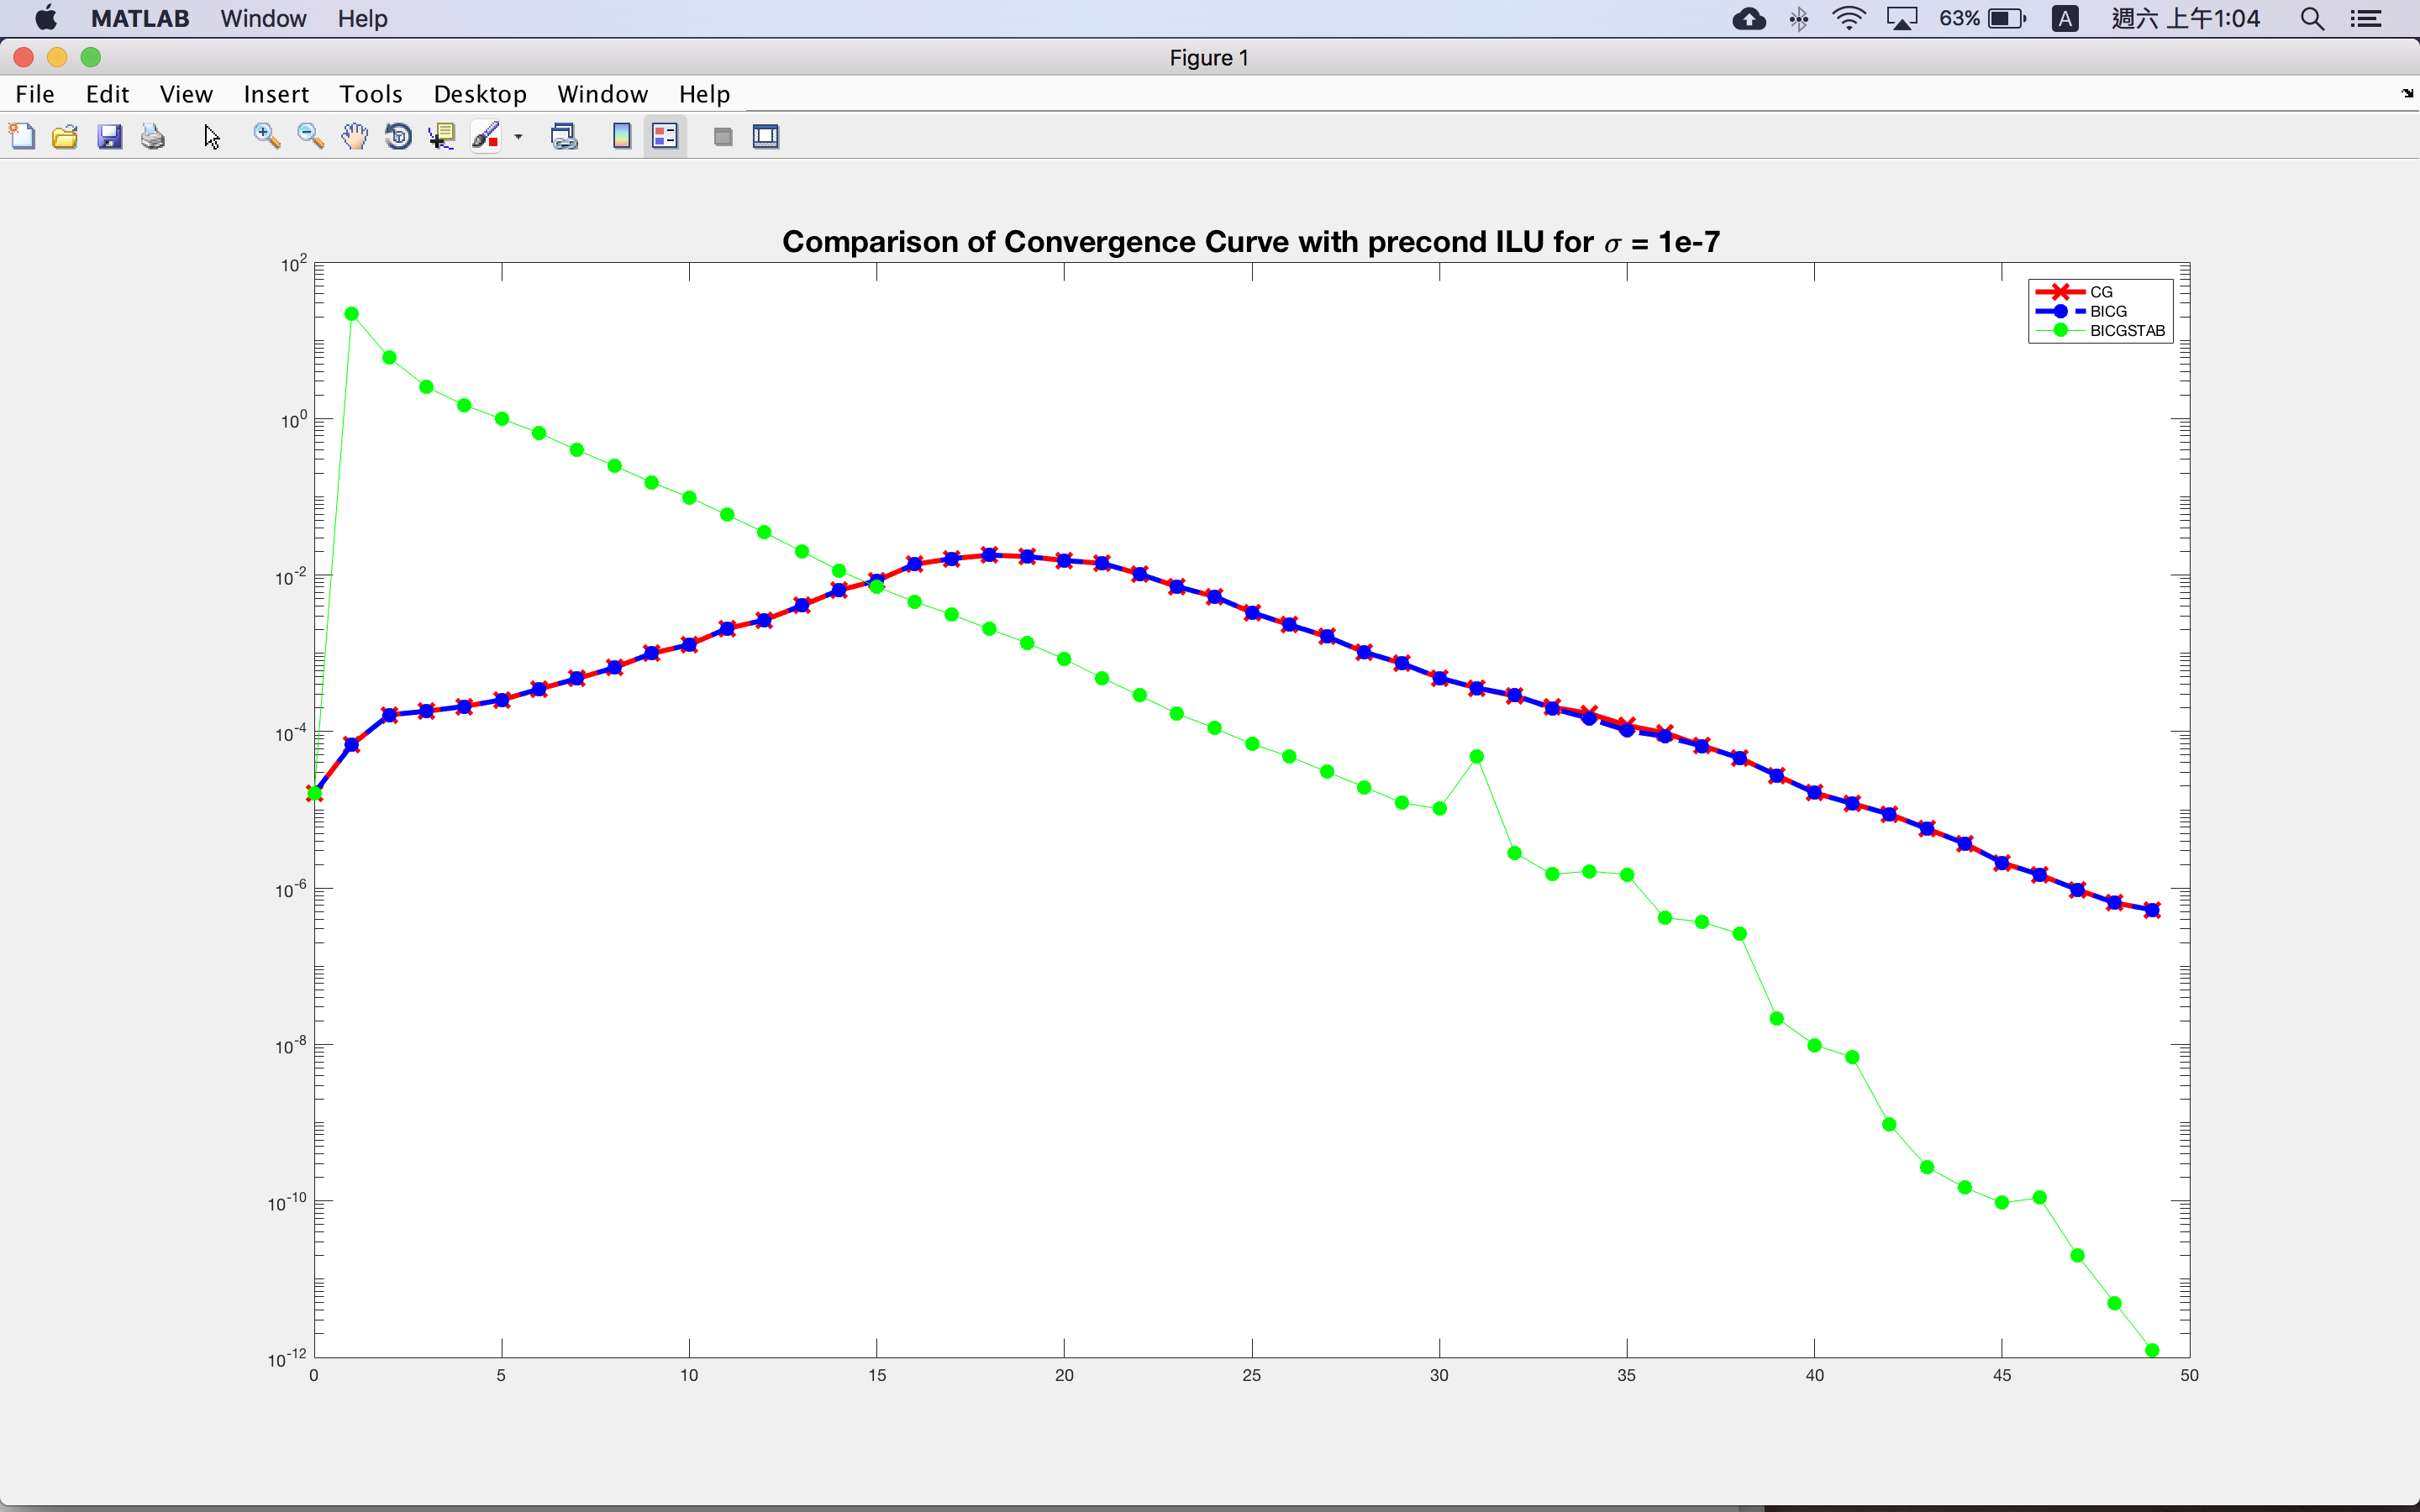 MATLAB Window Help 63% A 週六 上午1:04
Figure 1
File Edit View Insert Tools Desktop Window Help
Comparison of Convergence Curve with precond ILU for σ = 1e-7
CG
BICG
BICGSTAB
10^2
10^0
10^-2
10^-4
10^-6
10^-8
10^-10
10^-12
0 5 10 15 20 25 30 35 40 45 50